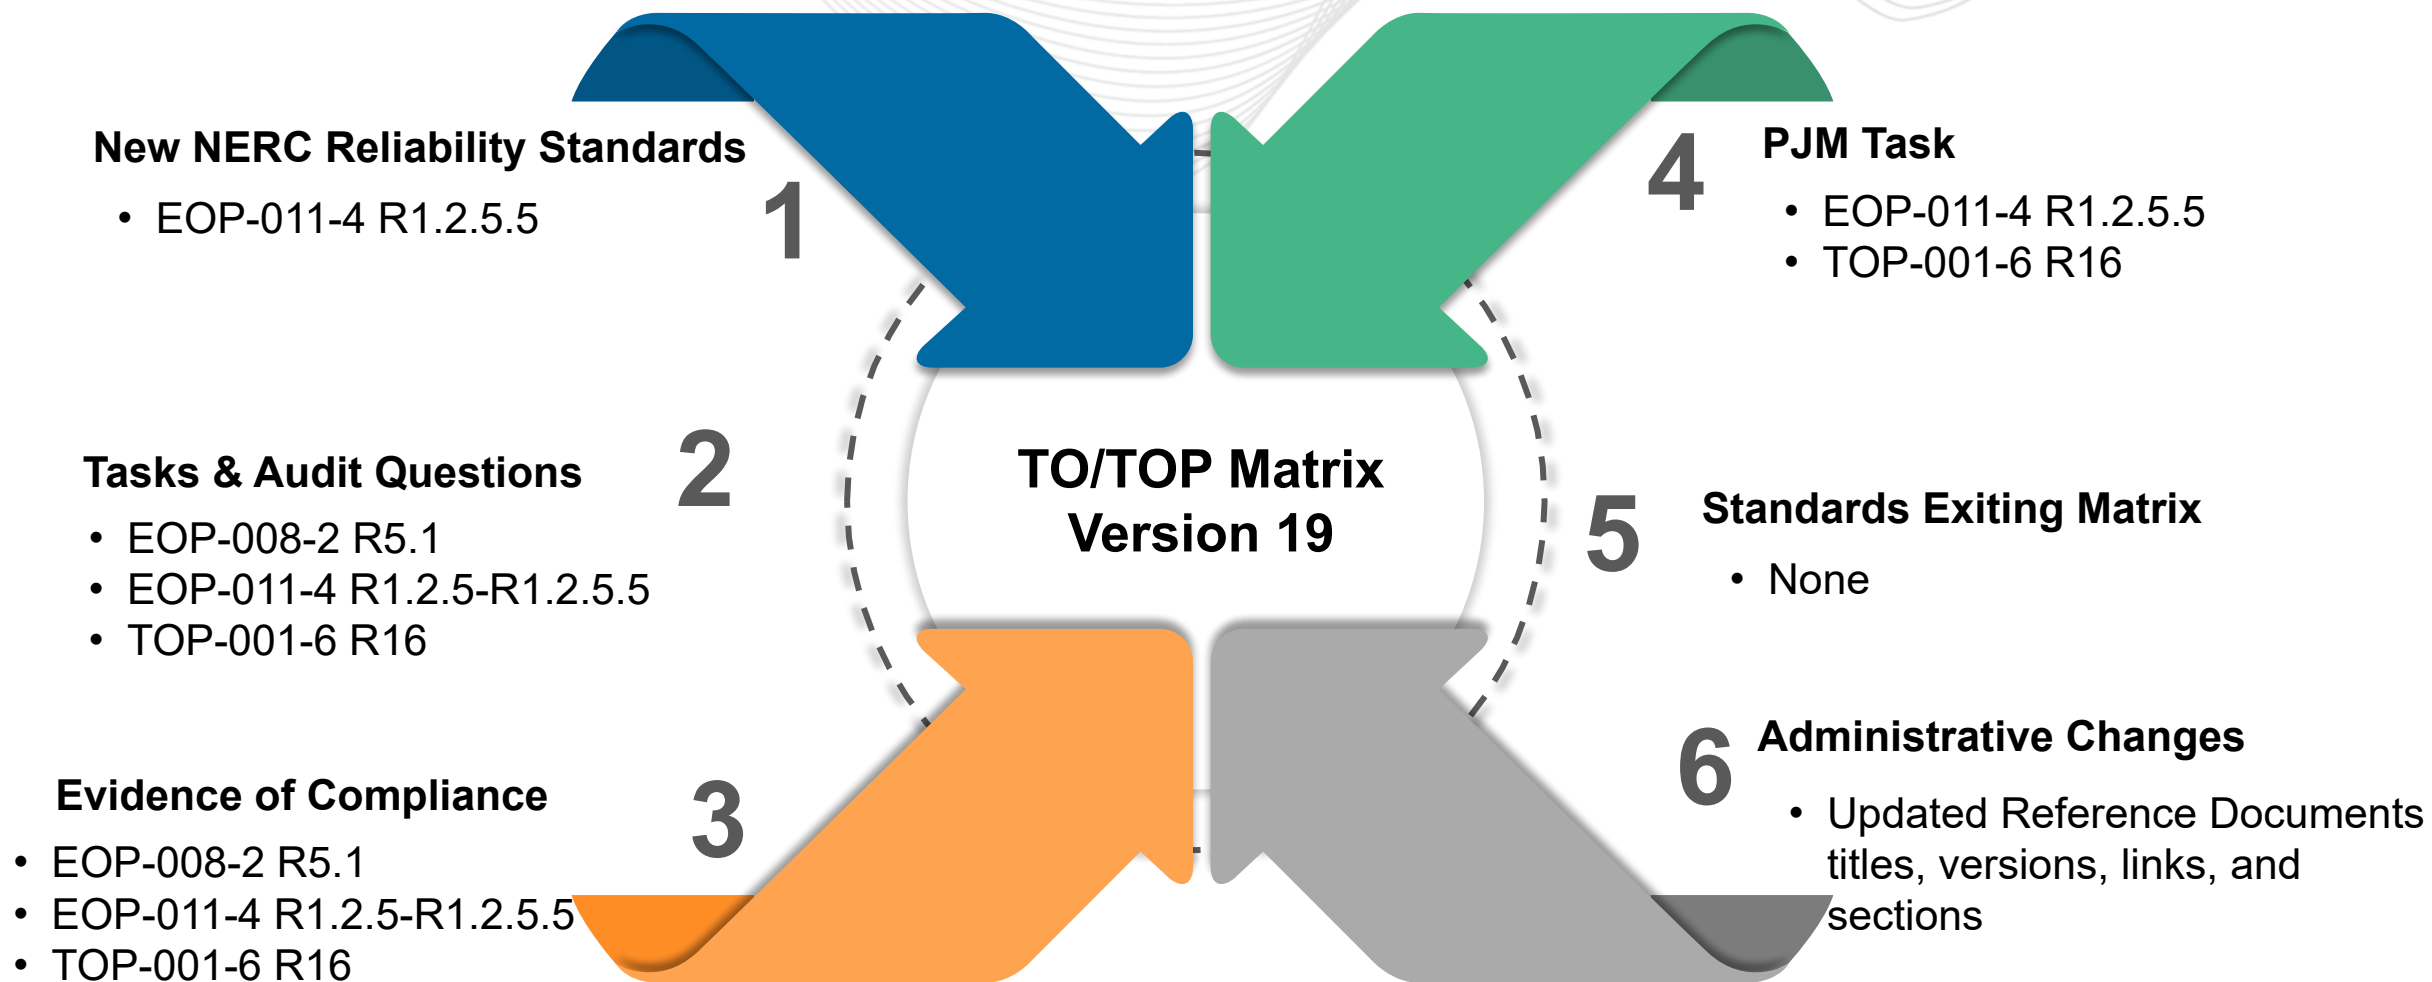 New NERC Reliability Standards
1
• EOP-011-4 R1.2.5.5
2
Tasks & Audit Questions
• EOP-008-2 R5.1
• EOP-011-4 R1.2.5-R1.2.5.5
• TOP-001-6 R16
3
Evidence of Compliance
• EOP-008-2 R5.1
• EOP-011-4 R1.2.5-R1.2.5.5
• TOP-001-6 R16
TO/TOP Matrix
Version 19
4
PJM Task
• EOP-011-4 R1.2.5.5
• TOP-001-6 R16
5
Standards Exiting Matrix
• None
6
Administrative Changes
• Updated Reference Documents
titles, versions, links, and
sections